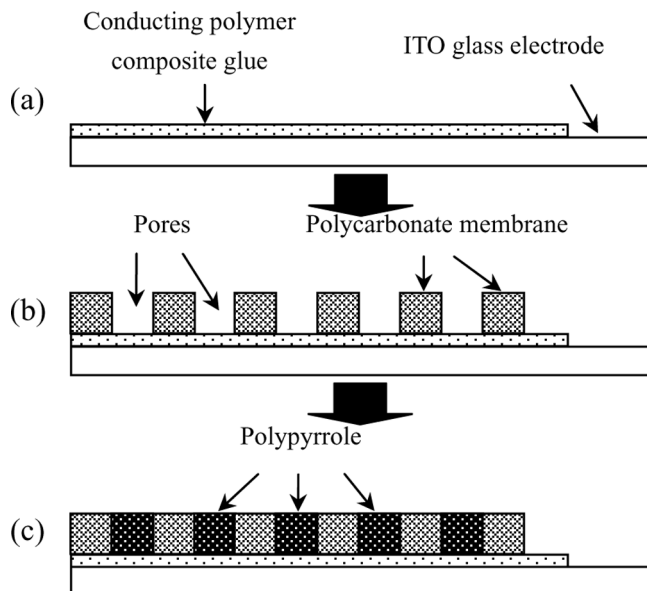 Conducting polymer
composite glue
ITO glass electrode
(a)
Pores
Polycarbonate membrane
(b)
Polypyrrole
(c)